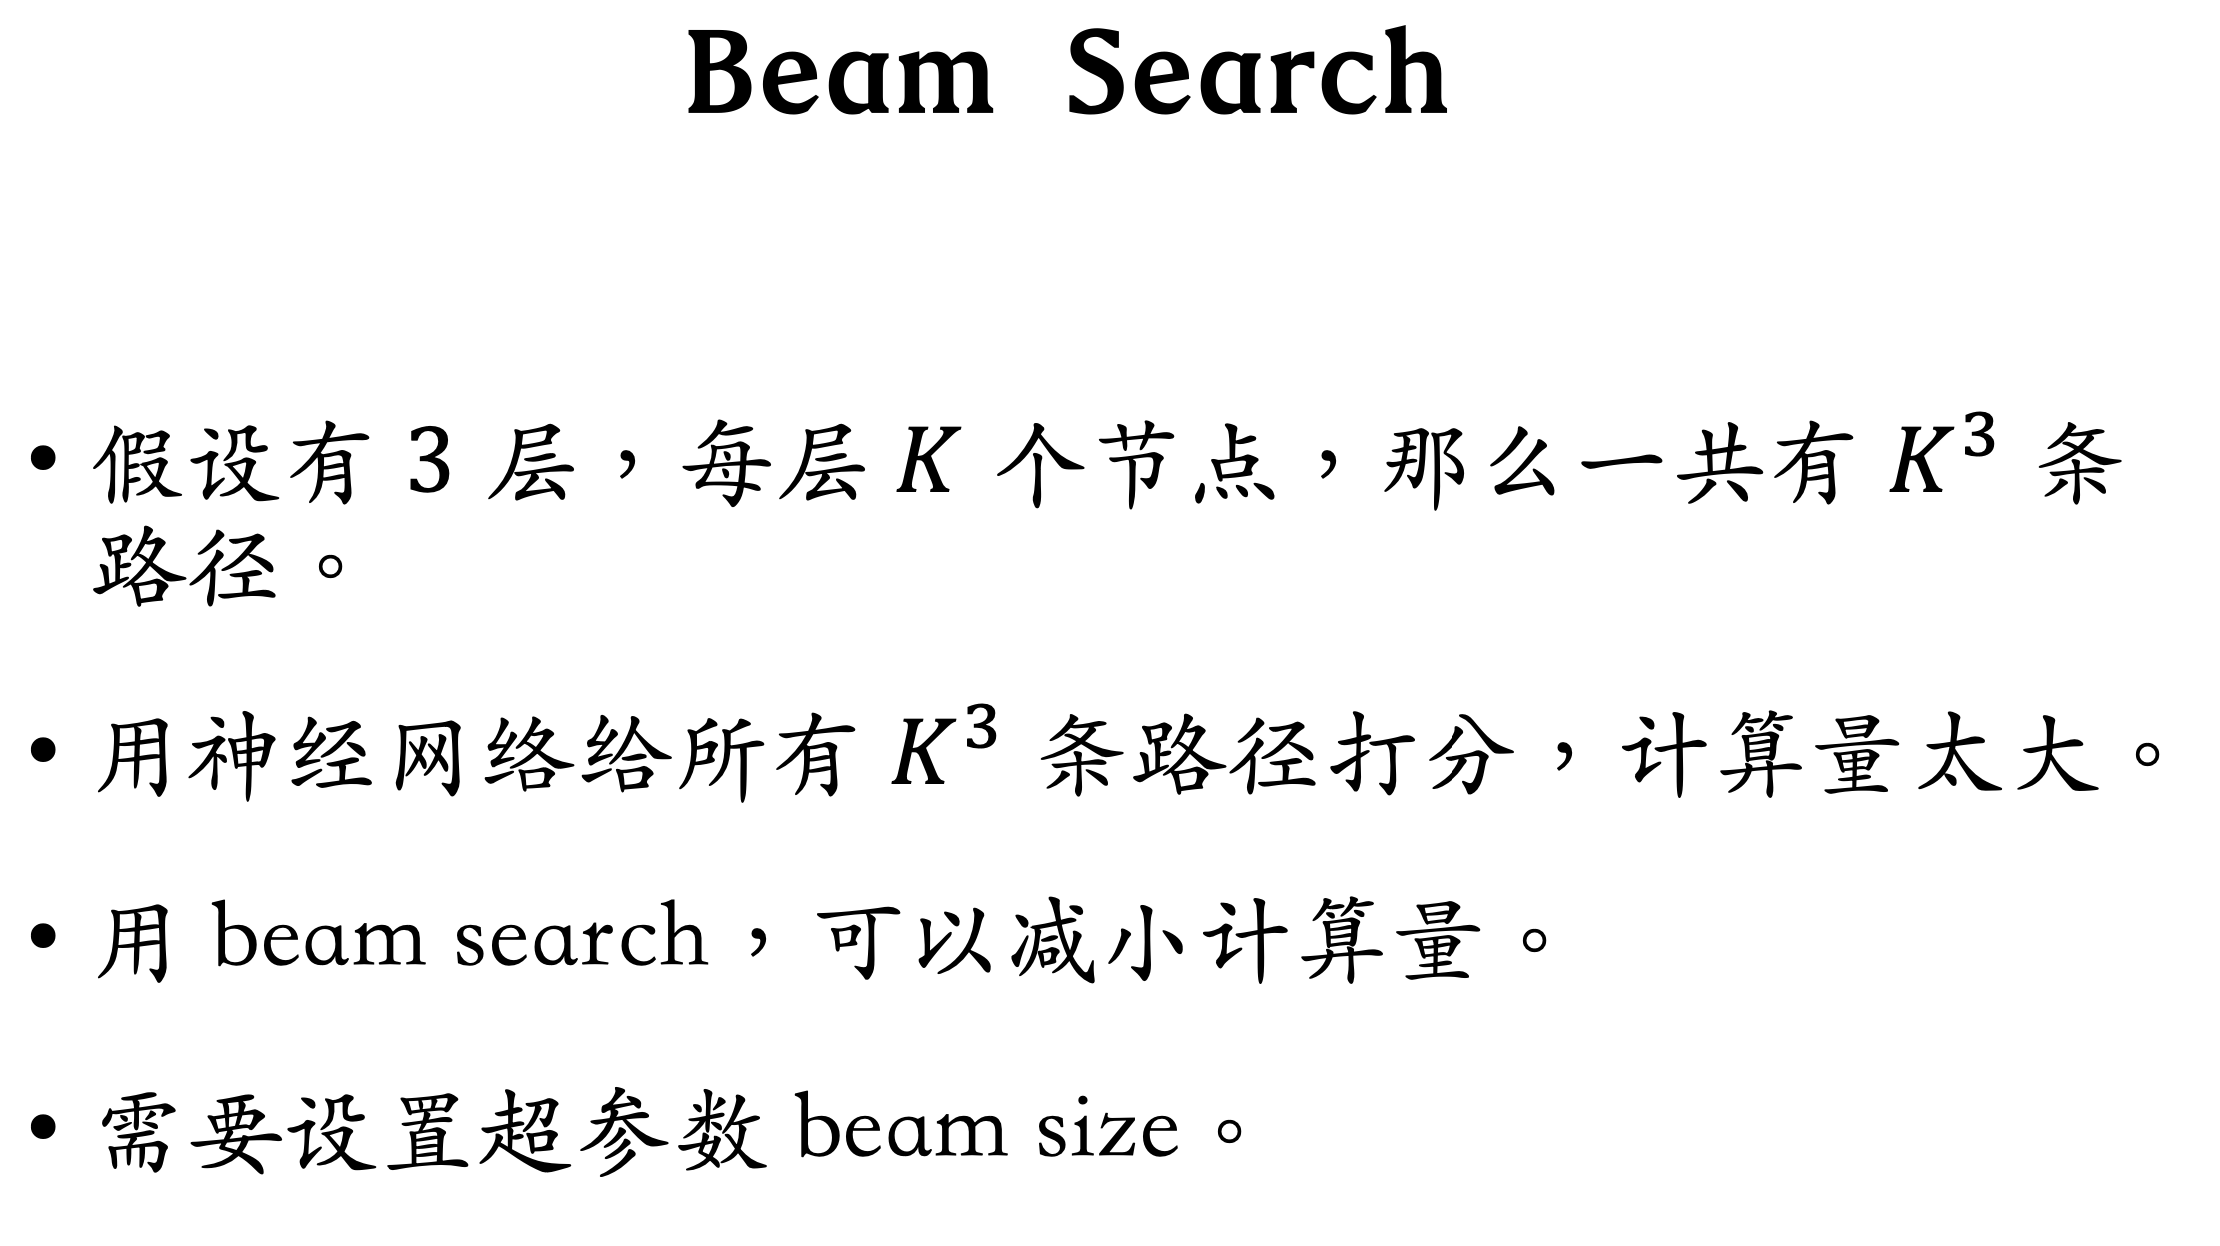 Beam Search
• 假设有 3 层，每层 K 个节点，那么一共有 K³ 条
路径。
• 用神经网络给所有 K³ 条路径打分，计算量太大。
• 用 beam search，可以减小计算量。
• 需要设置超参数 beam size。